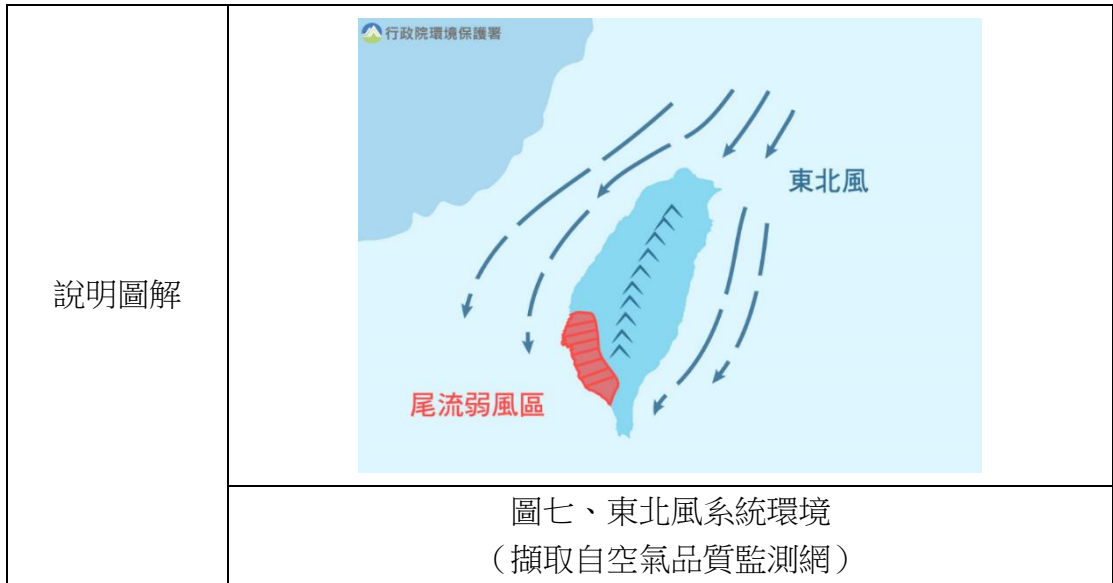 行政院環境保護署
東北風
說明圖解
尾流弱風區
圖七、東北風系統環境
（擷取自空氣品質監測網）